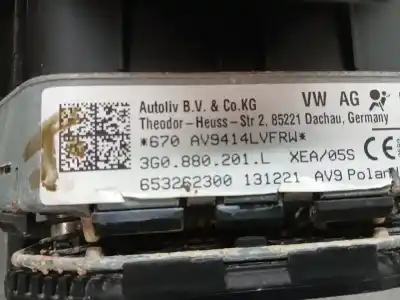 Autoliv B.V. & Co.KG VW AG
Theodor-Heuss-Str 2, 85221 Dachau, Germany
*670 AV9414LVFRW*
3G0.880.201.L XEA/05S CE
653262300 131221 AV9 Polar